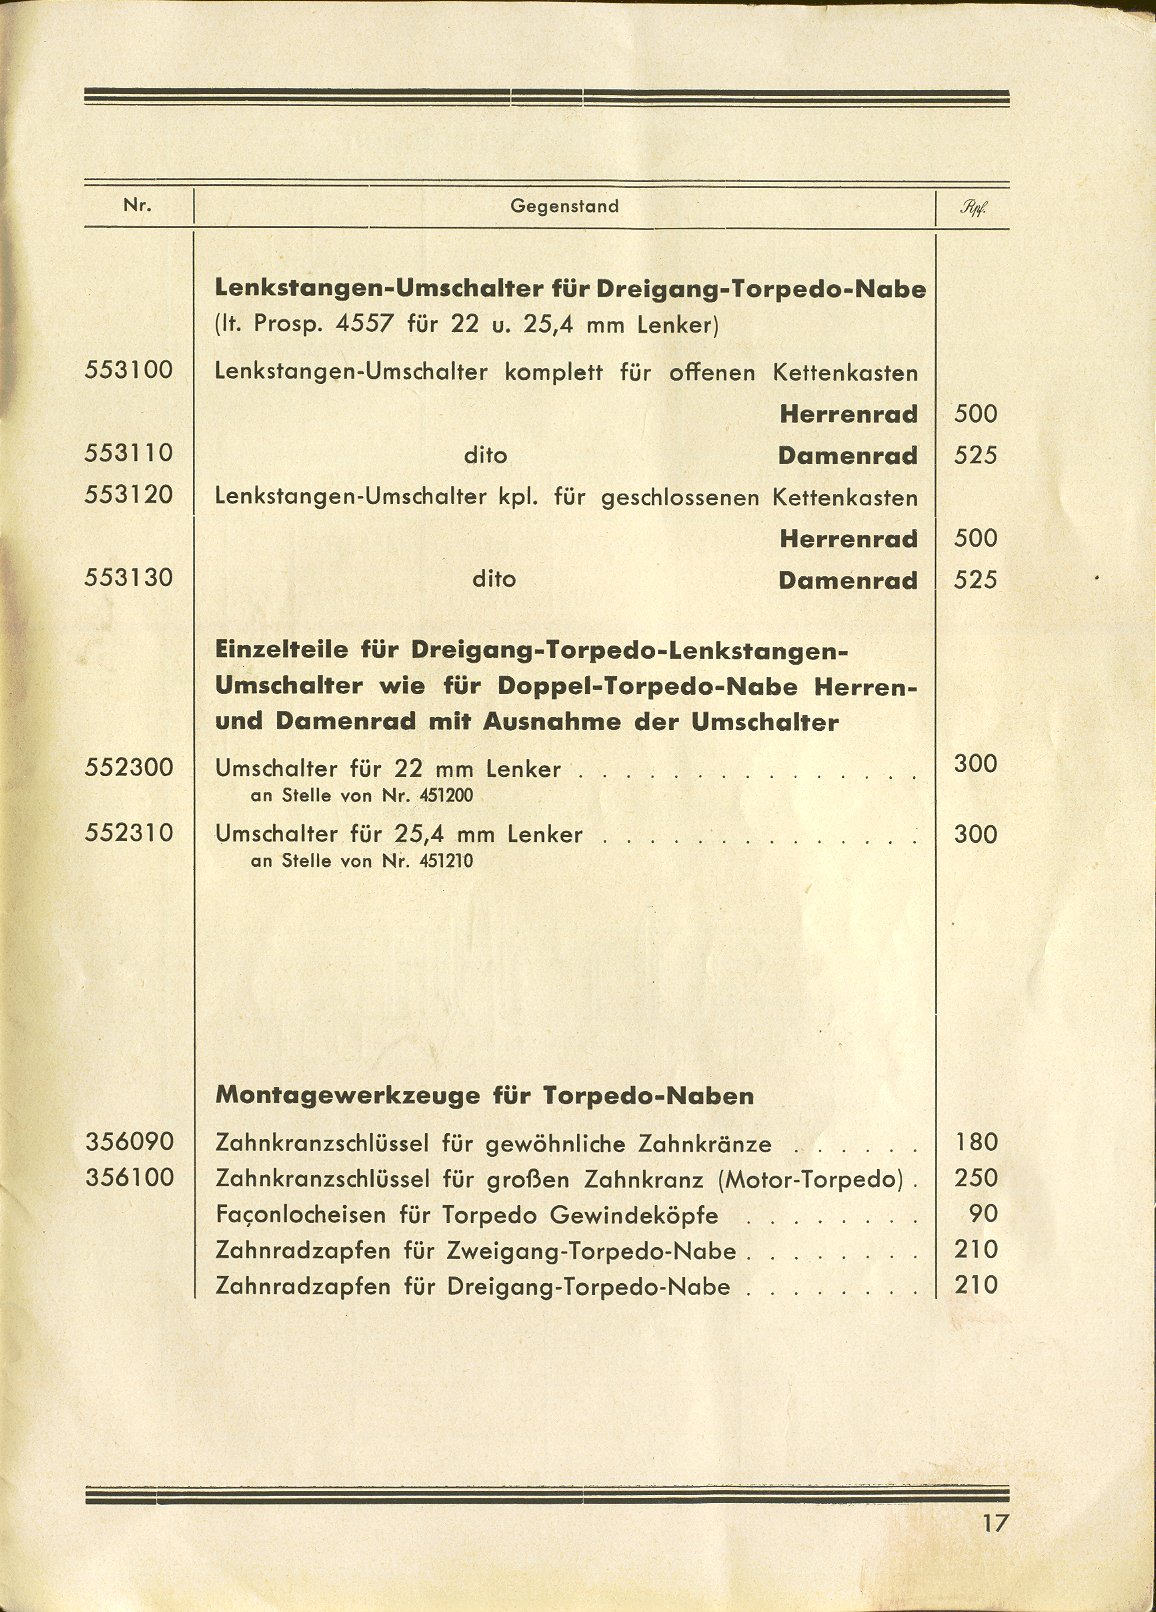 Nr. Gegenstand Rpf.
Lenkstangen-Umschalter für Dreigang-Torpedo-Nabe
(lt. Prosp. 4557 für 22 u. 25,4 mm Lenker)
553100 Lenkstangen-Umschalter komplett für offenen Kettenkasten
Herrenrad 500
553110 dito Damenrad 525
553120 Lenkstangen-Umschalter kpl. für geschlossenen Kettenkasten
Herrenrad 500
553130 dito Damenrad 525
Einzelteile für Dreigang-Torpedo-Lenkstangen-
Umschalter wie für Doppel-Torpedo-Nabe Herren-
und Damenrad mit Ausnahme der Umschalter
552300 Umschalter für 22 mm Lenker . . . . . . . . . . . . . . . 300
an Stelle von Nr. 451200
552310 Umschalter für 25,4 mm Lenker . . . . . . . . . . . . . . 300
an Stelle von Nr. 451210
Montagewerkzeuge für Torpedo-Naben
356090 Zahnkranzschlüssel für gewöhnliche Zahnkränze . . . . . . 180
356100 Zahnkranzschlüssel für großen Zahnkranz (Motor-Torpedo) . 250
Façonlocheisen für Torpedo Gewindeköpfe . . . . . . . . 90
Zahnradzapfen für Zweigang-Torpedo-Nabe . . . . . . . . 210
Zahnradzapfen für Dreigang-Torpedo-Nabe . . . . . . . . 210
17